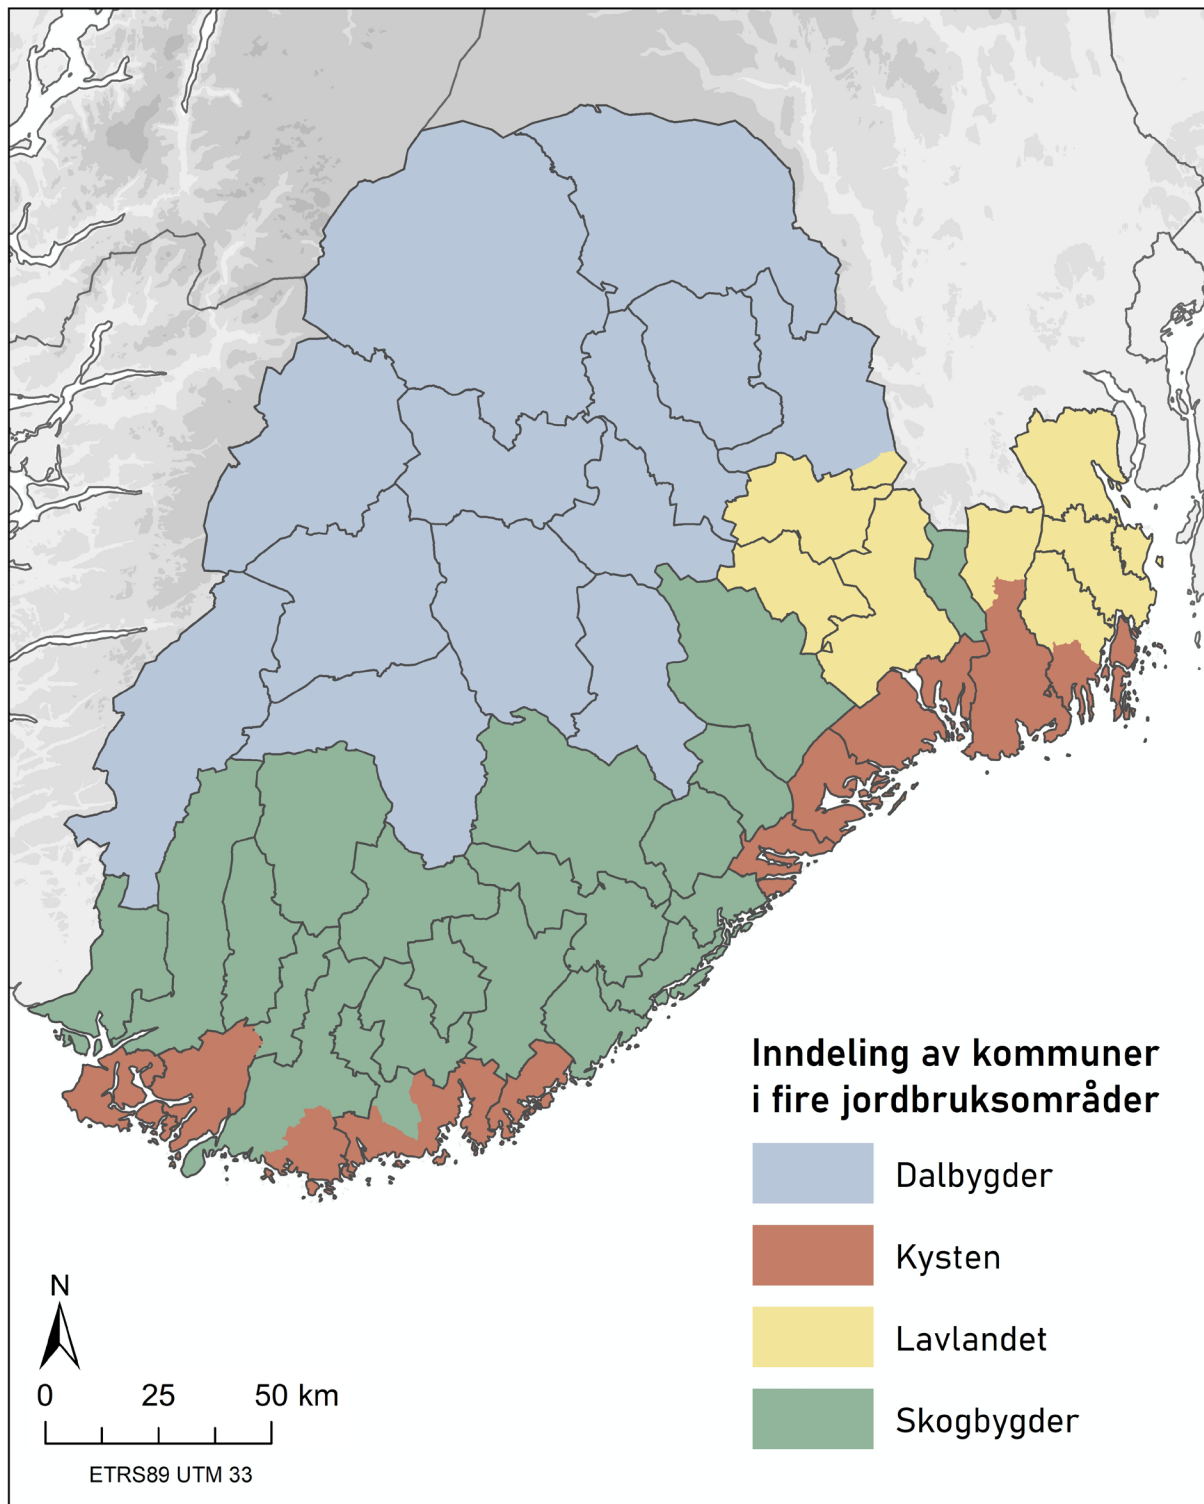 Inndeling av kommuner
i fire jordbruksområder
Dalbygder
Kysten
Lavlandet
Skogbygder
N
0 25 50 km
ETRS89 UTM 33